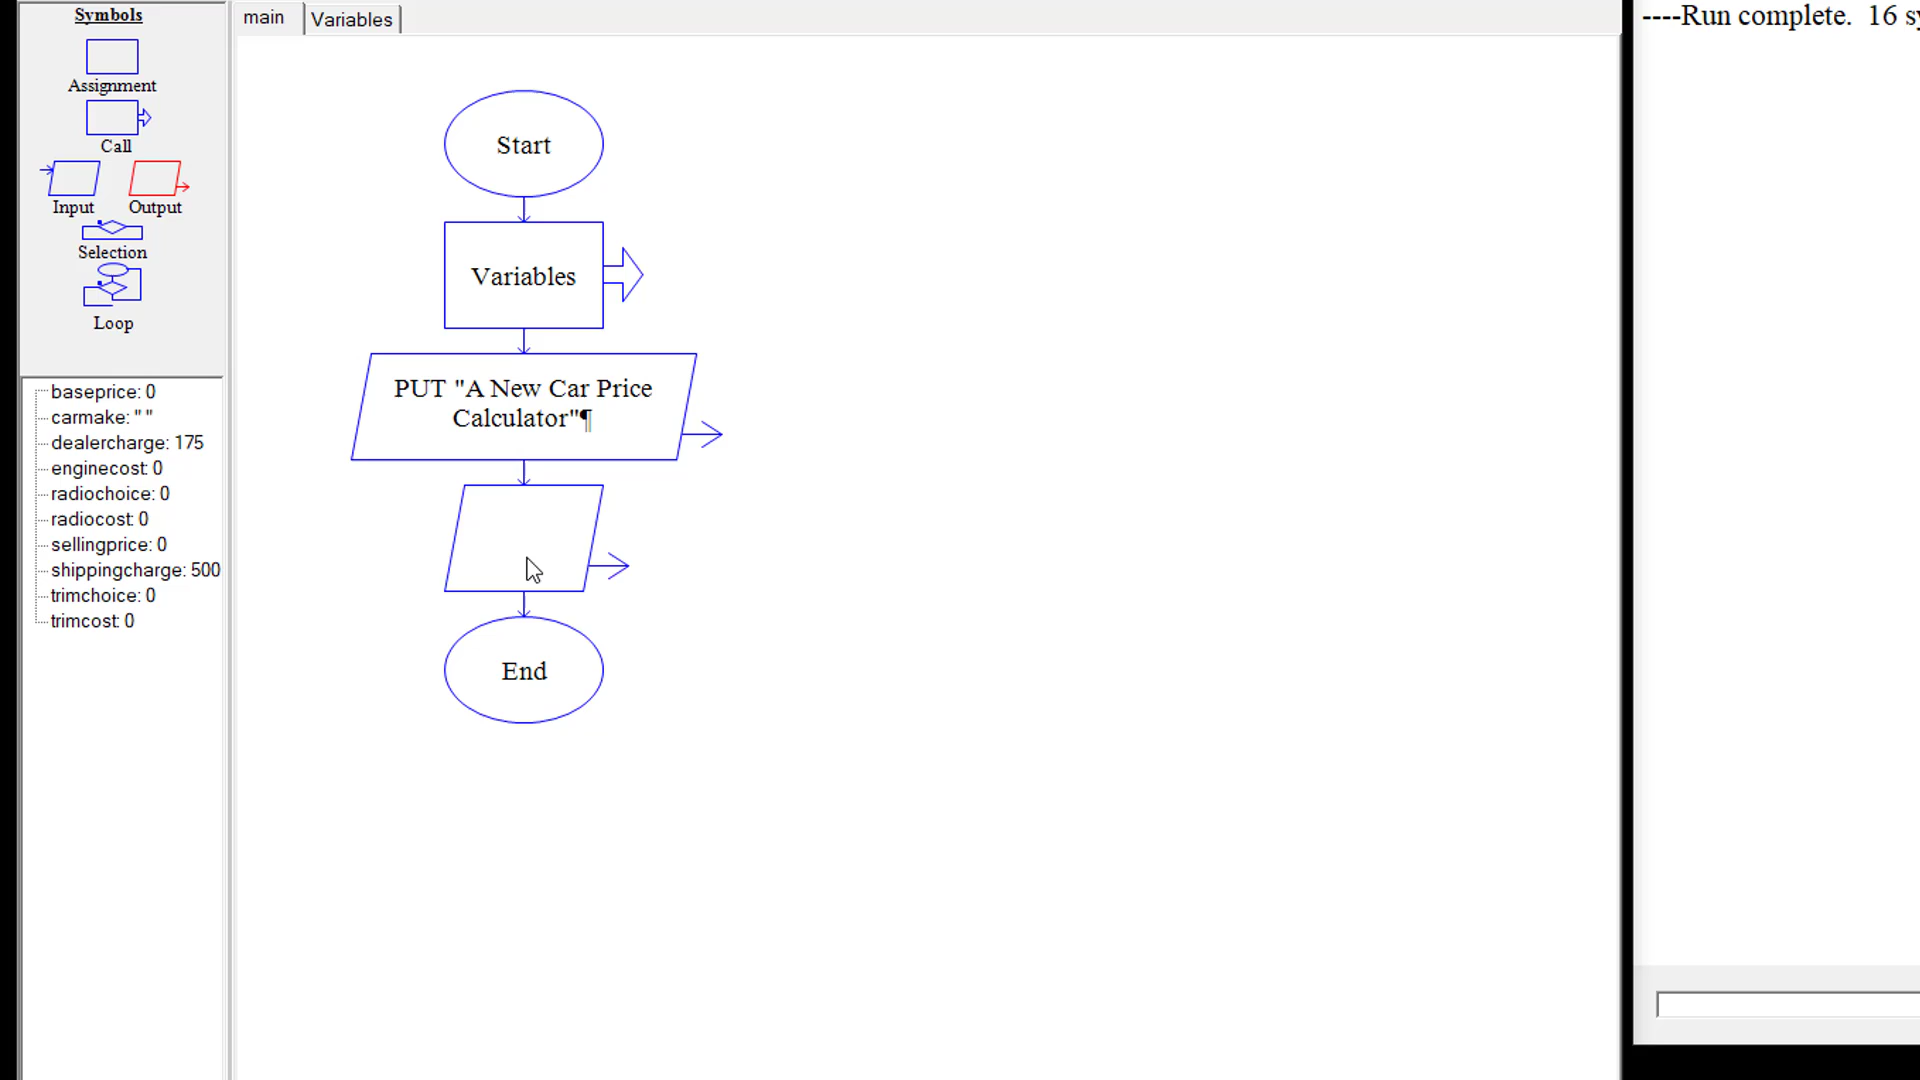 Symbols
Assignment
Call
Input
Output
Selection
Loop
baseprice: 0
carmake: " "
dealercharge: 175
enginecost: 0
radiochoice: 0
radiocost: 0
sellingprice: 0
shippingcharge: 500
trimchoice: 0
trimcost: 0
main
Variables
Start
Variables
PUT "A New Car Price
Calculator"¶
End
----Run complete.  16